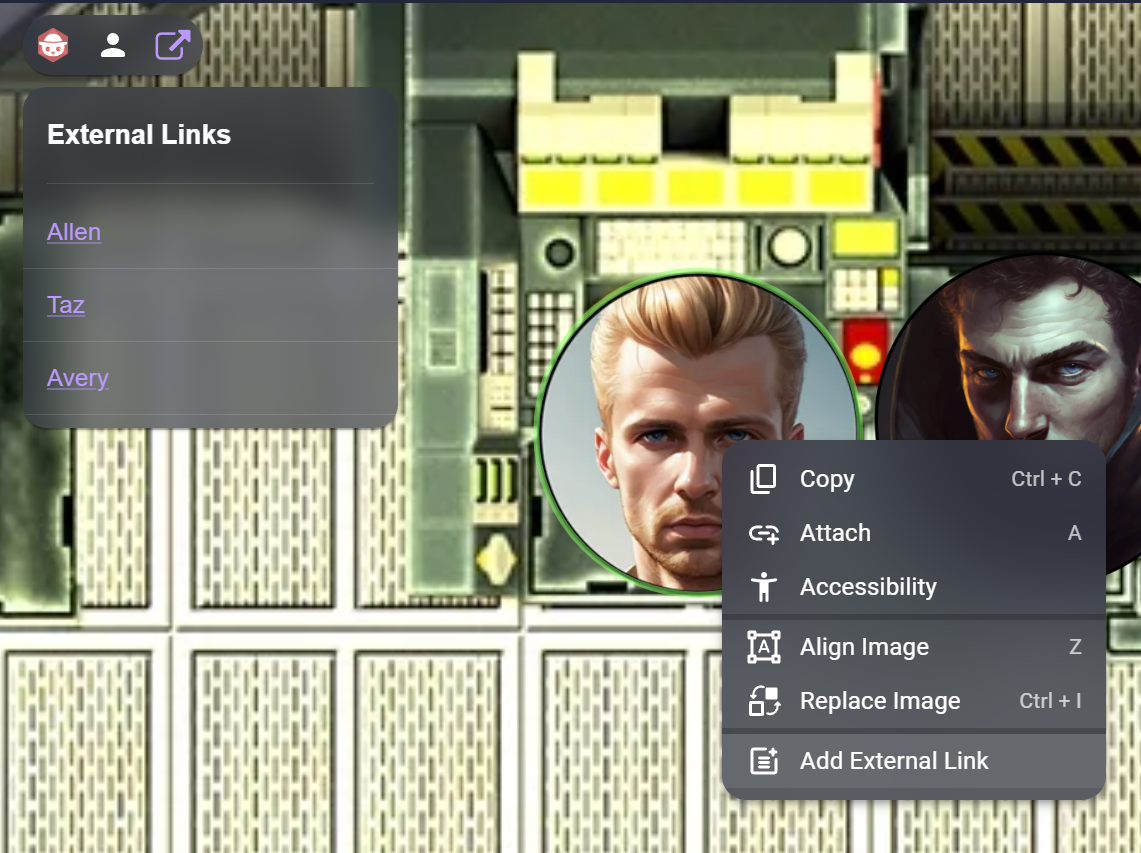 External Links
Allen
Taz
Avery
Copy Ctrl + C
Attach A
Accessibility
Align Image Z
Replace Image Ctrl + I
Add External Link